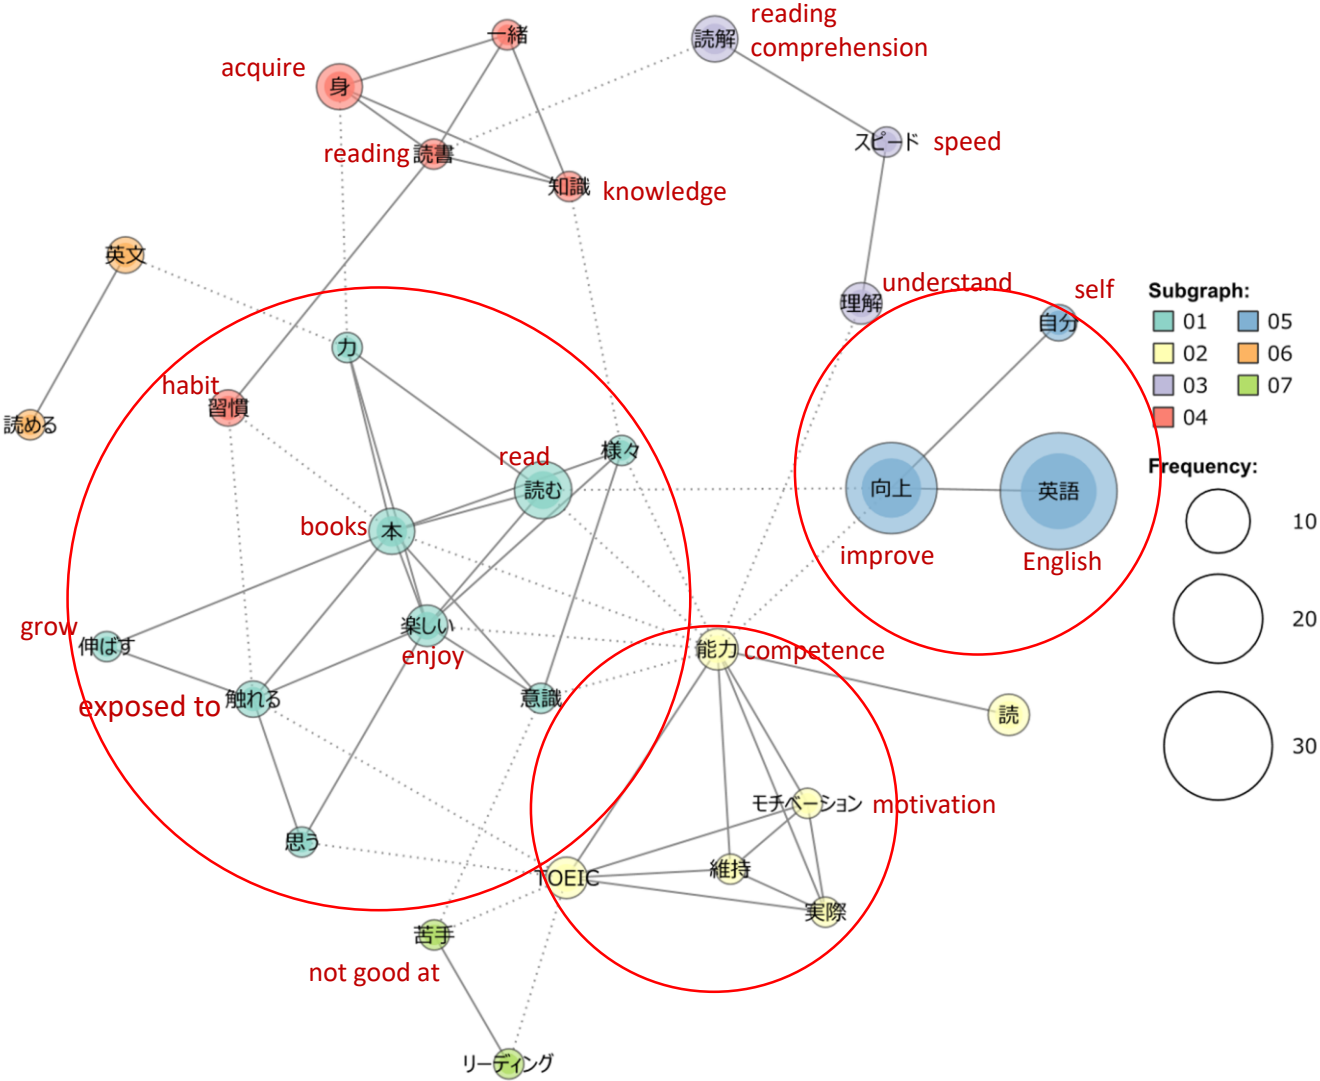 reading
comprehension
読解
一緒
acquire
身
スピード
speed
reading
読書
知識
knowledge
英文
understand
理解
self
自分
Subgraph:
01
05
02
06
03
07
04
力
habit
習慣
読める
様々
read
読む
Frequency:
向上
英語
10
books
本
improve
English
20
grow
伸ばす
楽しい
enjoy
能力
competence
exposed to
触れる
意識
読
30
モチベーション
motivation
思う
TOEIC
維持
実際
苦手
not good at
リーディング